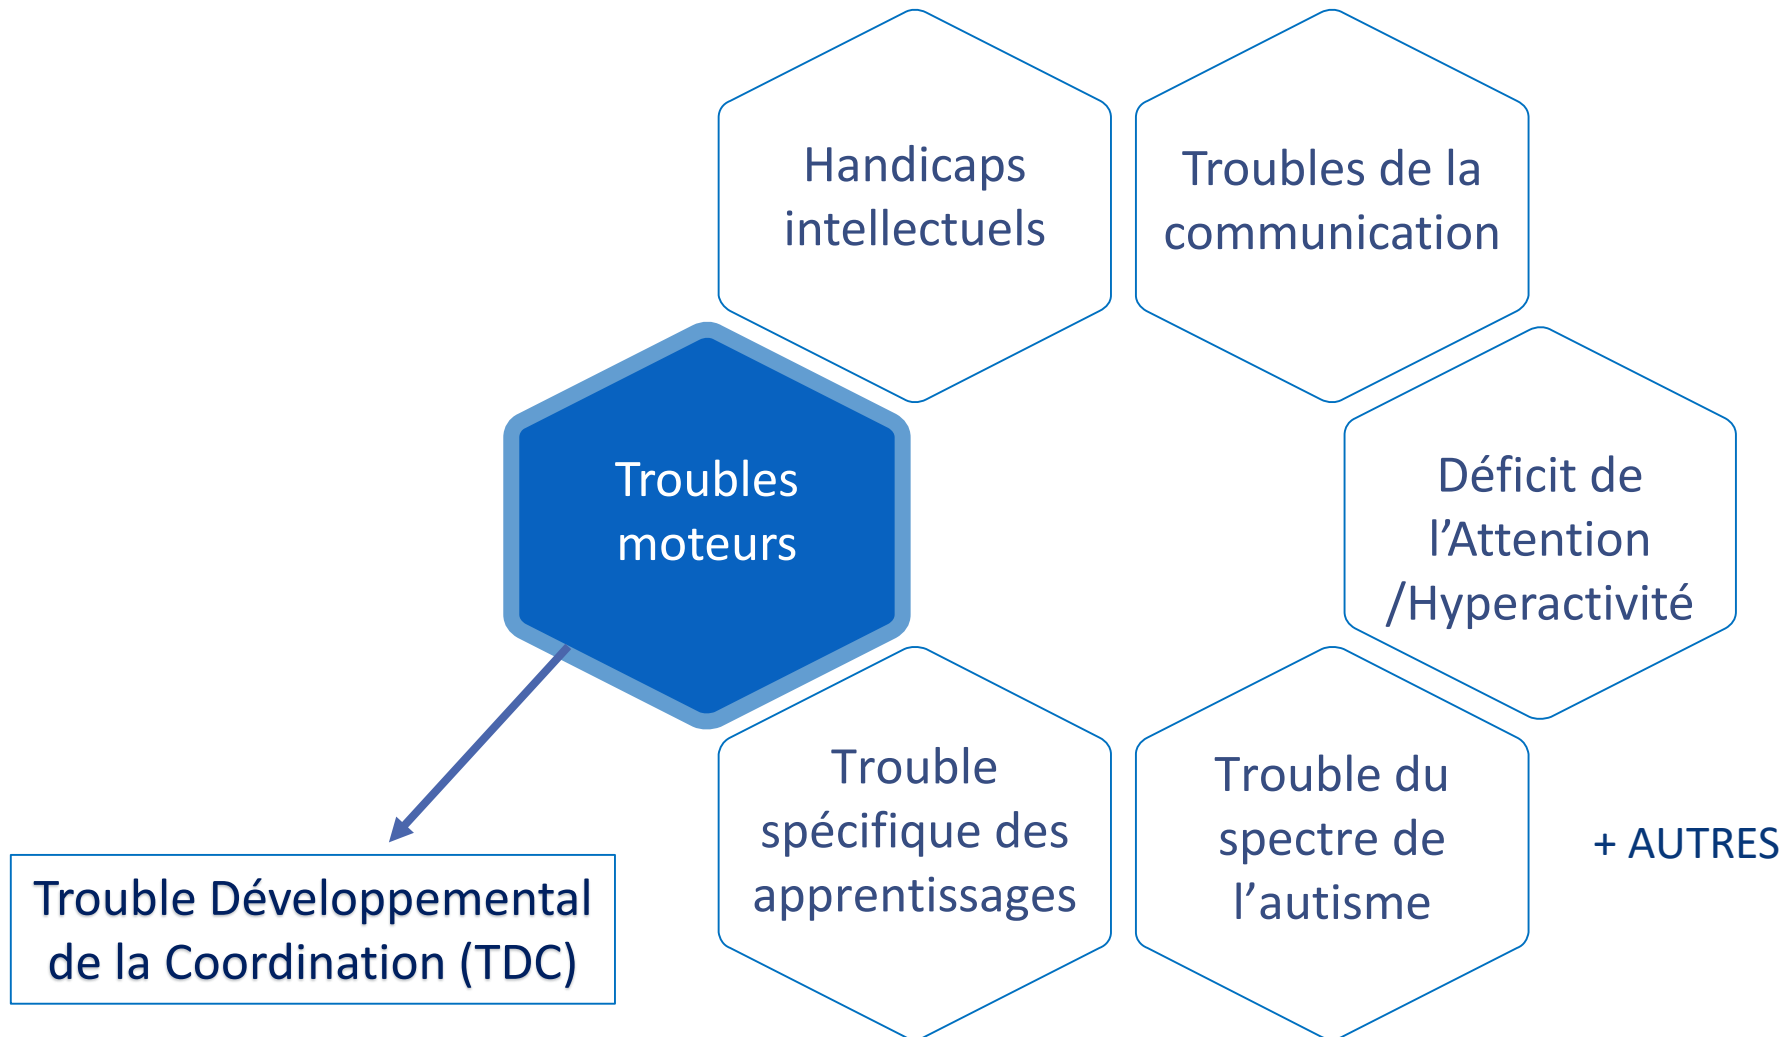 Handicaps
intellectuels
Troubles de la
communication
Troubles
moteurs
Déficit de
l’Attention
/Hyperactivité
Trouble
spécifique des
apprentissages
Trouble du
spectre de
l’autisme
+ AUTRES
Trouble Développemental
de la Coordination (TDC)